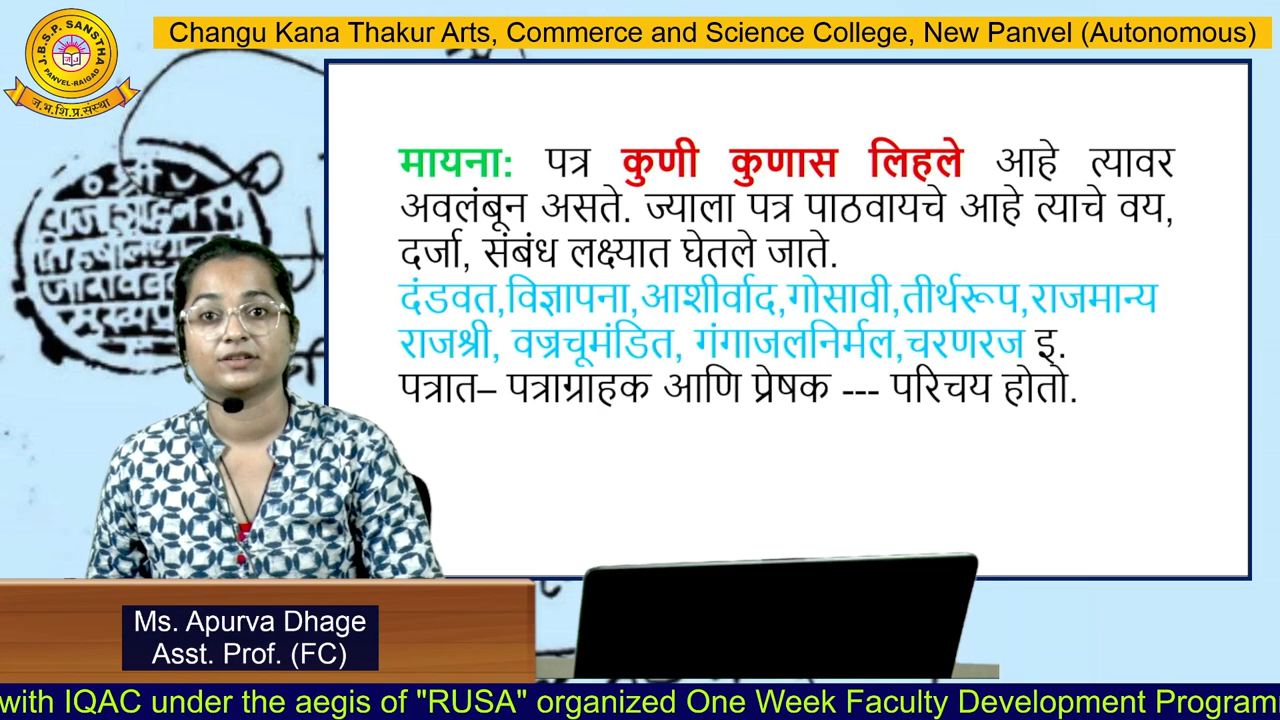 Changu Kana Thakur Arts, Commerce and Science College, New Panvel (Autonomous)
J.B.S.P. SANSTHA
PANVEL-RAIGAD
ज.भ.शि.प्र.संस्था
मायना: पत्र कुणी कुणास लिहले आहे त्यावर
अवलंबून असते. ज्याला पत्र पाठवायचे आहे त्याचे वय,
दर्जा, संबंध लक्ष्यात घेतले जाते.
दंडवत,विज्ञापना,आशीर्वाद,गोसावी,तीर्थरूप,राजमान्य
राजश्री, वज्रचूमंडित, गंगाजलनिर्मल,चरणरज इ.
पत्रात– पत्राग्राहक आणि प्रेषक --- परिचय होतो.
Ms. Apurva Dhage
Asst. Prof. (FC)
with IQAC under the aegis of "RUSA" organized One Week Faculty Development Program